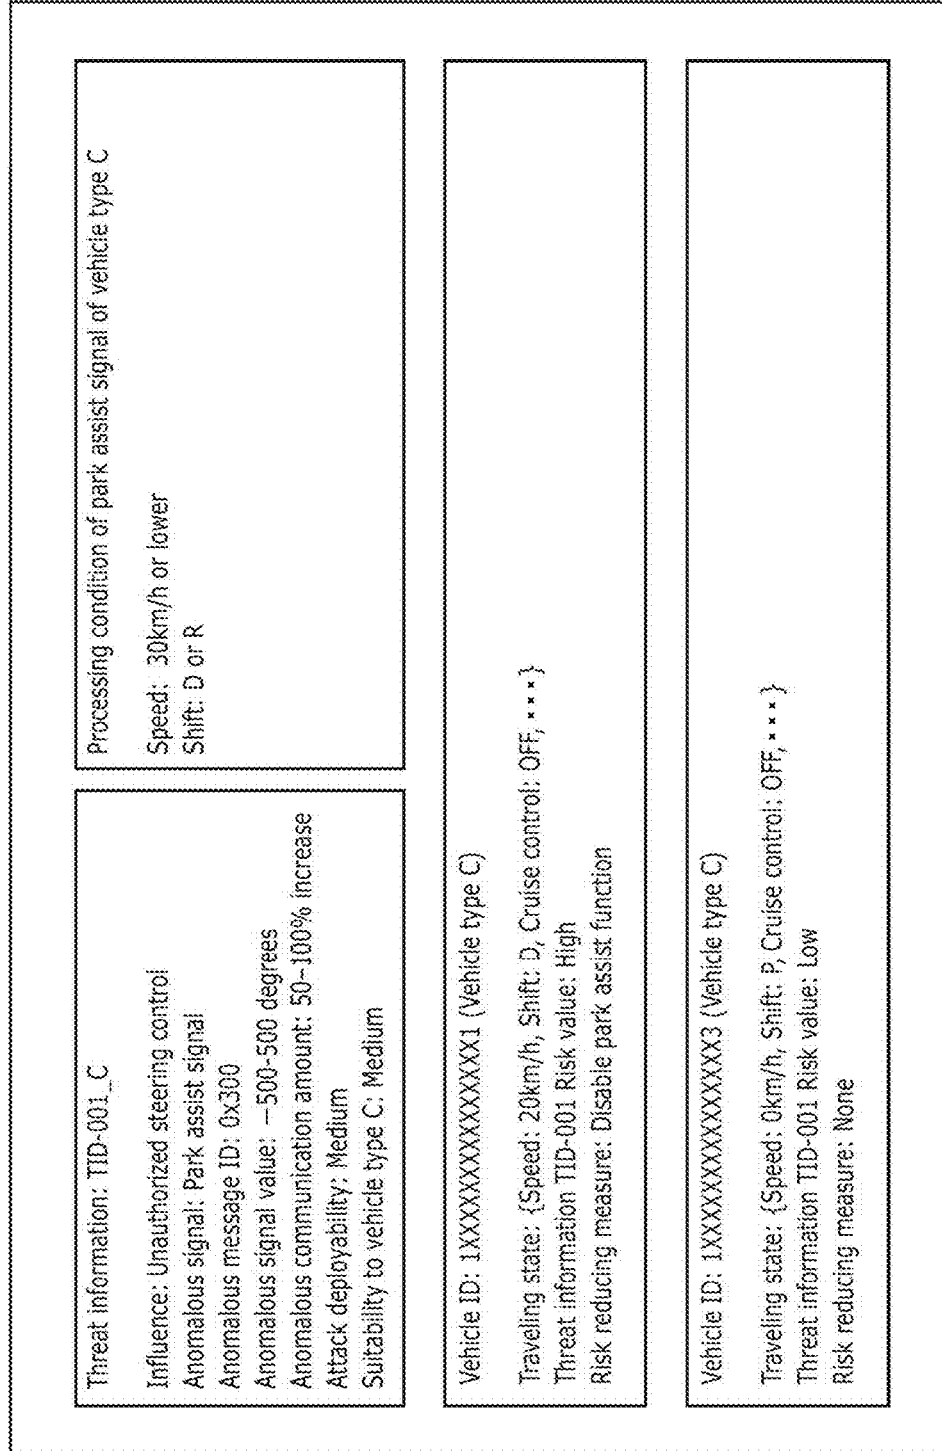 Threat information: TID-001_C
Influence: Unauthorized steering control
Anomalous signal: Park assist signal
Anomalous message ID: 0x300
Anomalous signal value: −500-500 degrees
Anomalous communication amount: 50−100% increase
Attack deployability: Medium
Suitability to vehicle type C: Medium
Processing condition of park assist signal of vehicle type C
Speed: 30km/h or lower
Shift: D or R
Vehicle ID: 1XXXXXXXXXXXXXXX1 (Vehicle type C)
Traveling state: {Speed: 20km/h, Shift: D, Cruise control: OFF, ･･･}
Threat information TID-001 Risk value: High
Risk reducing measure: Disable park assist function
Vehicle ID: 1XXXXXXXXXXXXXXX3 (Vehicle type C)
Traveling state: {Speed: 0km/h, Shift: P, Cruise control: OFF, ･･･}
Threat information TID-001 Risk value: Low
Risk reducing measure: None